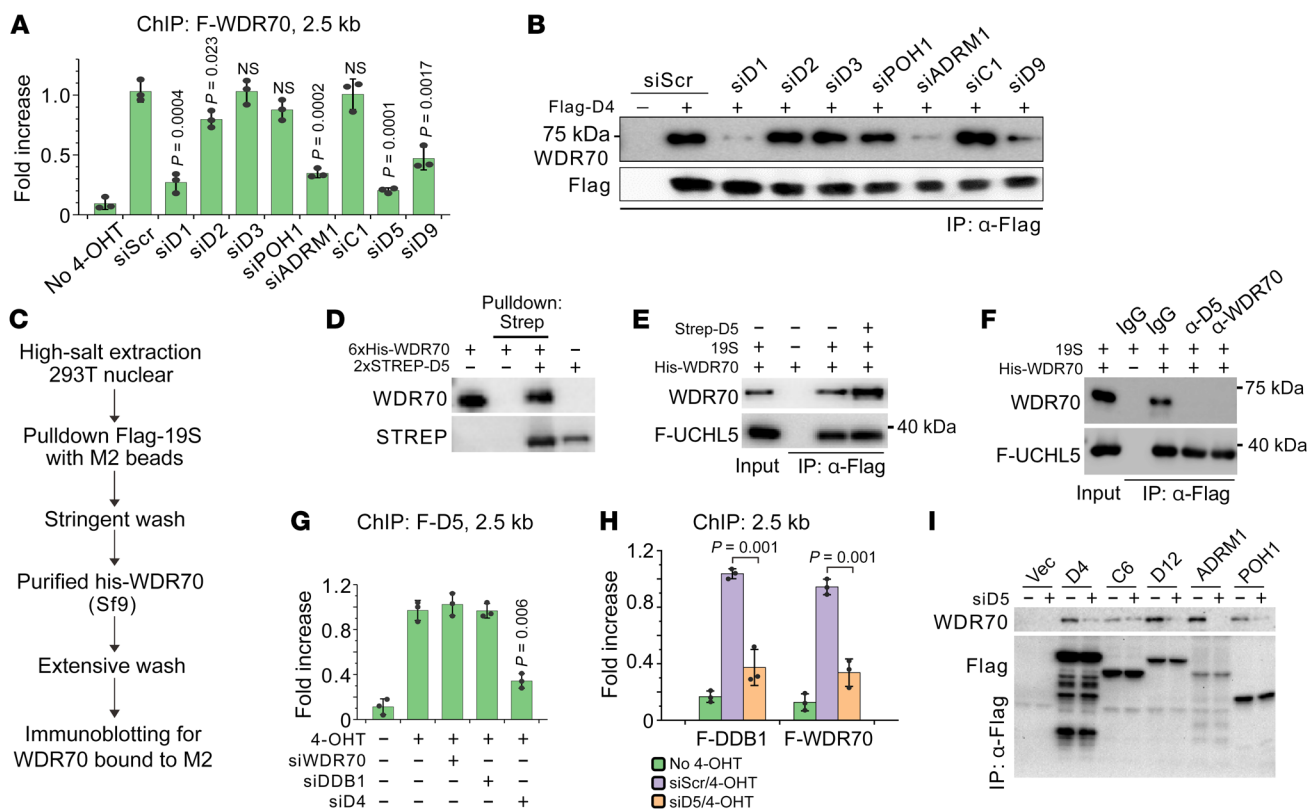 A
ChIP: F-WDR70, 2.5 kb
Fold increase
1.0
0.5
0
P = 0.0004
P = 0.023
NS
NS
P = 0.0002
NS
P = 0.0001
P = 0.0017
No 4-OHT
siScr
siD1
siD2
siD3
siPOH1
siADRM1
siC1
siD5
siD9
B
siScr siD1 siD2 siD3 siPOH1 siADRM1 siC1 siD9
Flag-D4 – + + + + + + + +
75 kDa
WDR70
Flag
IP: α-Flag
C
High-salt extraction
293T nuclear
Pulldown Flag-19S
with M2 beads
Stringent wash
Purified his-WDR70
(Sf9)
Extensive wash
Immunoblotting for
WDR70 bound to M2
D
Pulldown:
Strep
6xHis-WDR70 + + + –
2xSTREP-D5 – – + +
WDR70
STREP
E
Strep-D5 – – – +
19S + – + +
His-WDR70 + + + +
WDR70
F-UCHL5
40 kDa
Input IP: α-Flag
F
IgG IgG α-D5 α-WDR70
19S + + + + +
His-WDR70 + – + + +
75 kDa
WDR70
40 kDa
F-UCHL5
Input IP: α-Flag
G
ChIP: F-D5, 2.5 kb
Fold increase
1.2
0.8
0.4
0
P = 0.006
4-OHT – + + + +
siWDR70 – – + – –
siDDB1 – – – + –
siD4 – – – – +
H
ChIP: 2.5 kb
Fold increase
1.2
0.8
0.4
0
P = 0.001
P = 0.001
F-DDB1 F-WDR70
No 4-OHT
siScr/4-OHT
siD5/4-OHT
I
Vec D4 C6 D12 ADRM1 POH1
siD5 – + – + – + – + – + – +
WDR70
Flag
IP: α-Flag